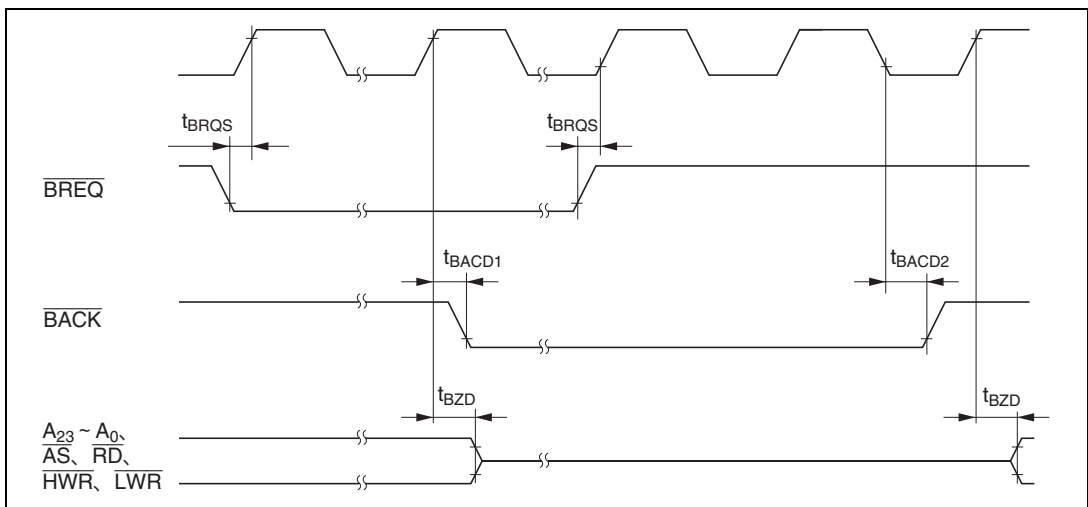 tBRQS tBRQS
BREQ
tBACD1 tBACD2
BACK
tBZD tBZD
A23 ~ A0、
AS、 RD、
HWR、 LWR